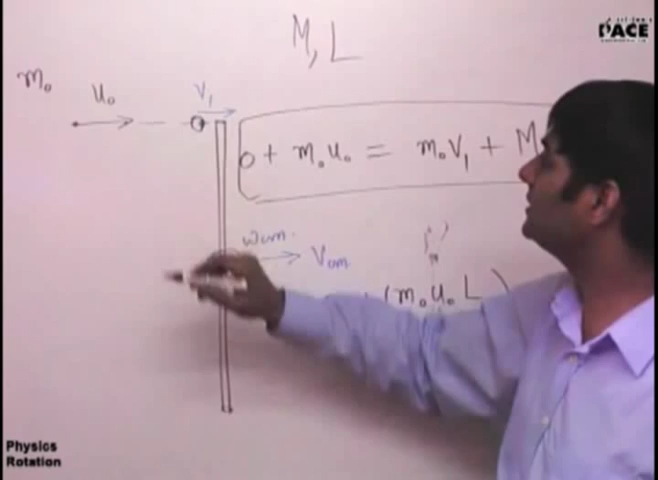 M, L
PACE
m₀
u₀
V₁
0 + m₀u₀ = m₀V₁ + M
ωcm.
Vcm
(m₀u₀L)
Physics
Rotation